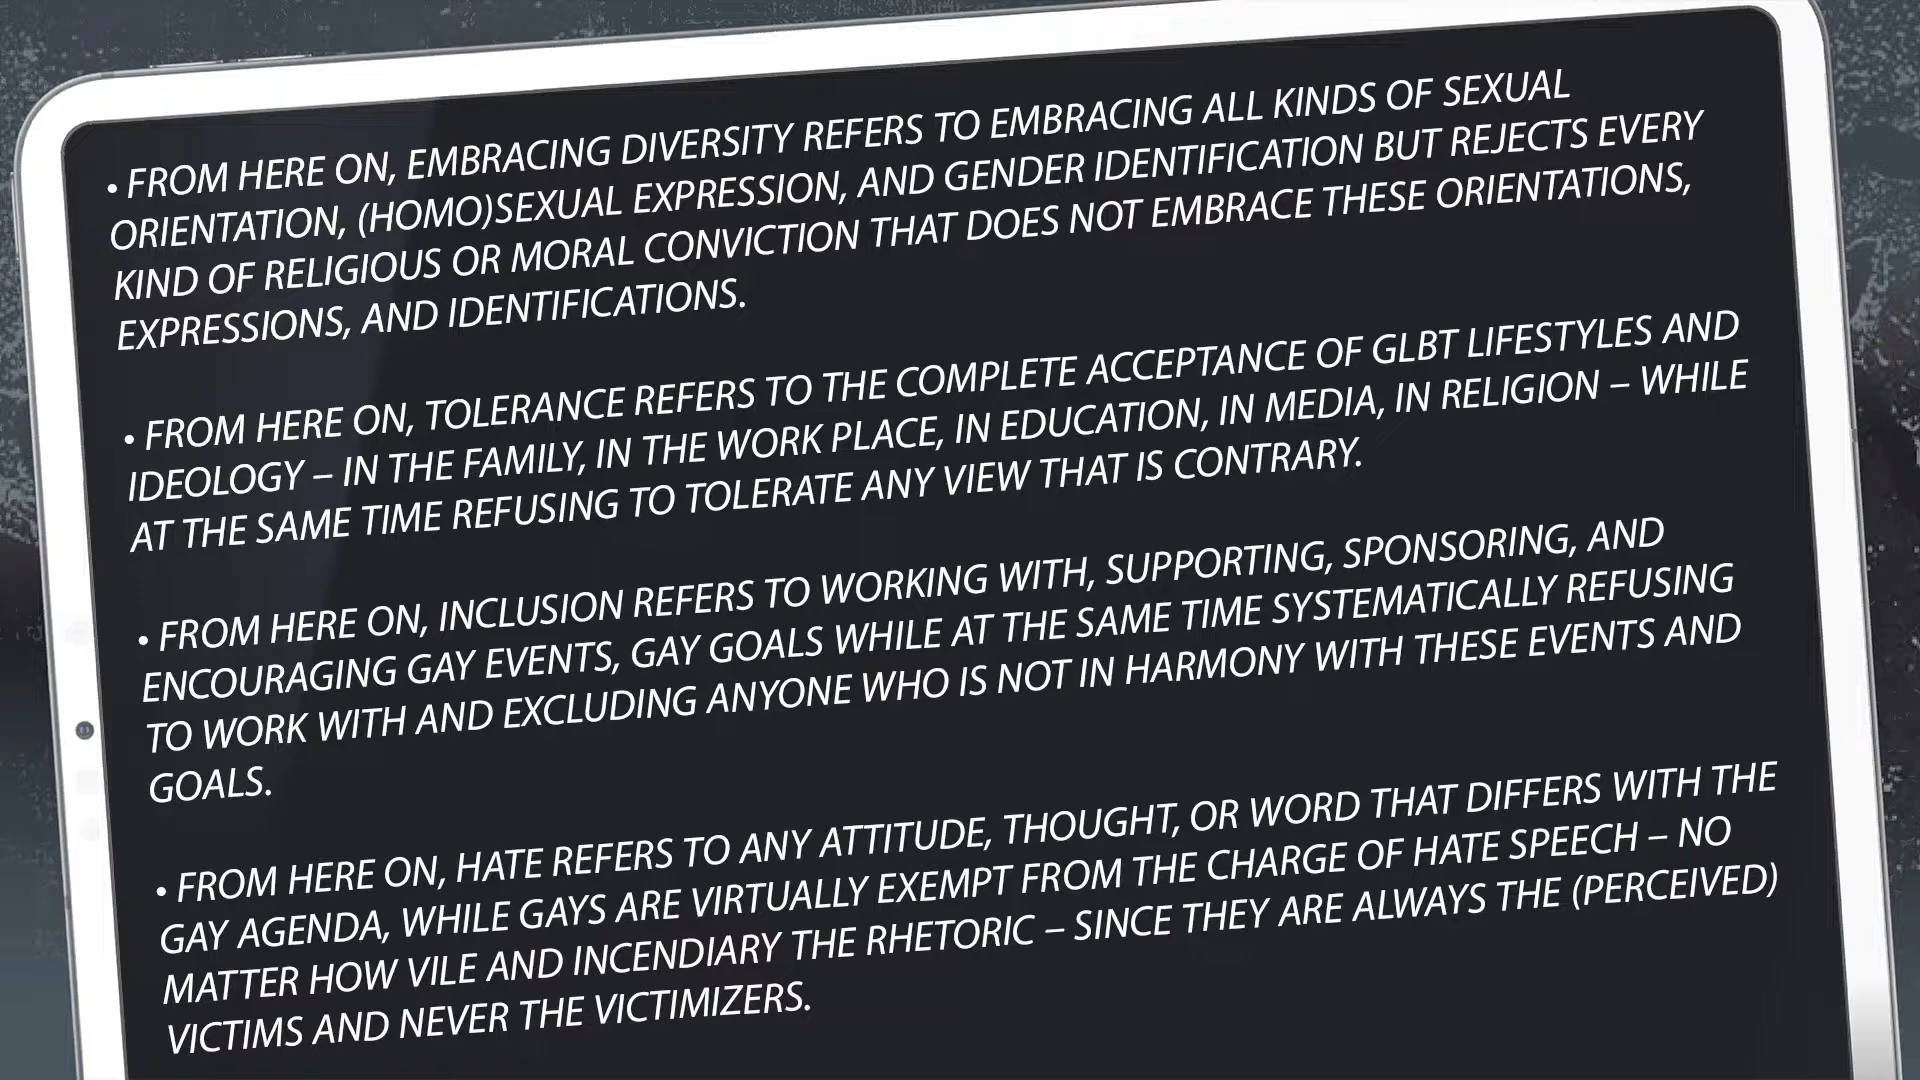 • FROM HERE ON, EMBRACING DIVERSITY REFERS TO EMBRACING ALL KINDS OF SEXUAL
ORIENTATION, (HOMO)SEXUAL EXPRESSION, AND GENDER IDENTIFICATION BUT REJECTS EVERY
KIND OF RELIGIOUS OR MORAL CONVICTION THAT DOES NOT EMBRACE THESE ORIENTATIONS,
EXPRESSIONS, AND IDENTIFICATIONS.
• FROM HERE ON, TOLERANCE REFERS TO THE COMPLETE ACCEPTANCE OF GLBT LIFESTYLES AND
IDEOLOGY – IN THE FAMILY, IN THE WORK PLACE, IN EDUCATION, IN MEDIA, IN RELIGION – WHILE
AT THE SAME TIME REFUSING TO TOLERATE ANY VIEW THAT IS CONTRARY.
• FROM HERE ON, INCLUSION REFERS TO WORKING WITH, SUPPORTING, SPONSORING, AND
ENCOURAGING GAY EVENTS, GAY GOALS WHILE AT THE SAME TIME SYSTEMATICALLY REFUSING
TO WORK WITH AND EXCLUDING ANYONE WHO IS NOT IN HARMONY WITH THESE EVENTS AND
GOALS.
• FROM HERE ON, HATE REFERS TO ANY ATTITUDE, THOUGHT, OR WORD THAT DIFFERS WITH THE
GAY AGENDA, WHILE GAYS ARE VIRTUALLY EXEMPT FROM THE CHARGE OF HATE SPEECH – NO
MATTER HOW VILE AND INCENDIARY THE RHETORIC – SINCE THEY ARE ALWAYS THE (PERCEIVED)
VICTIMS AND NEVER THE VICTIMIZERS.